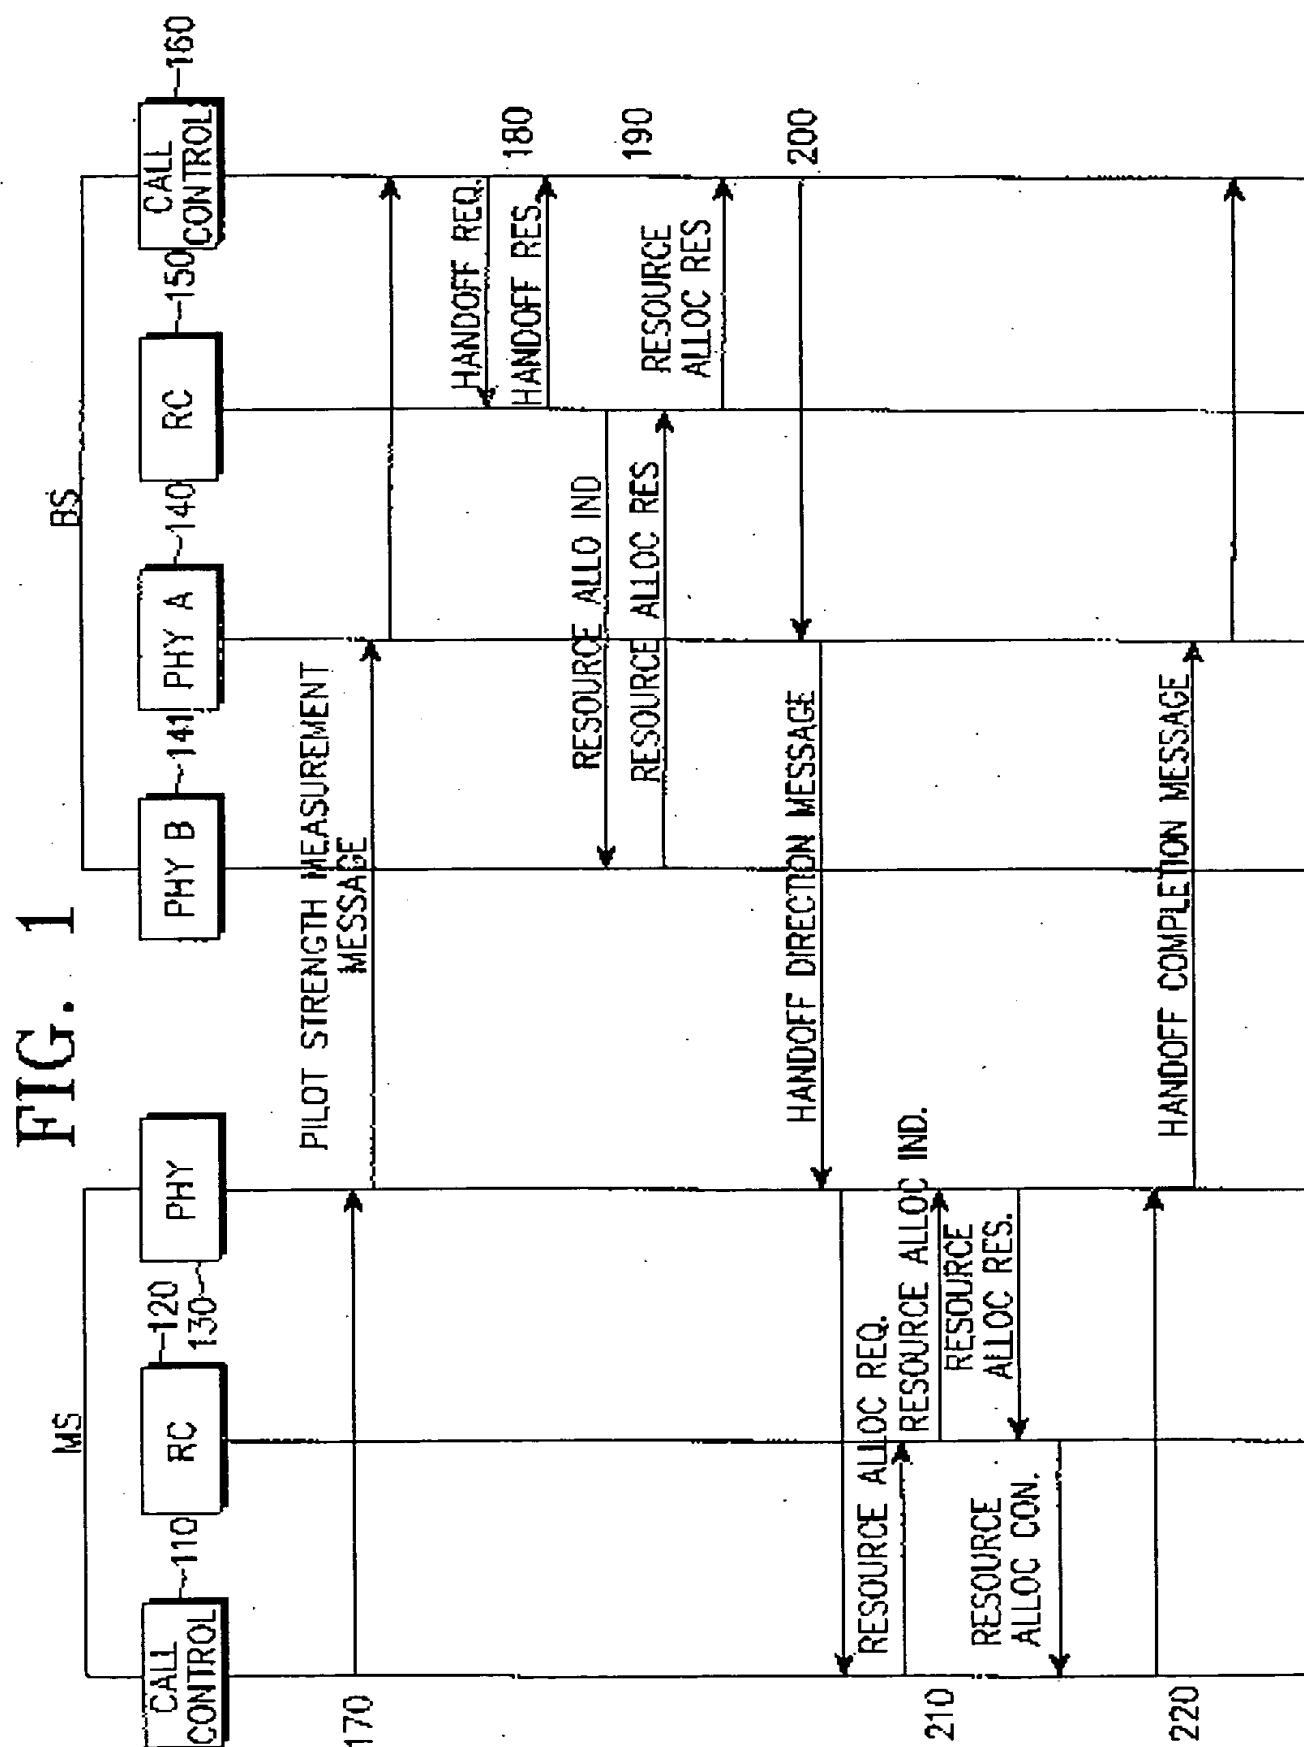 FIG. 1
MS
BS
CALL
CONTROL
110
RC
120
PHY
130
PHY B
141
PHY A
140
RC
150
CALL
CONTROL
160
170
PILOT STRENGTH MEASUREMENT
MESSAGE
HANDOFF REQ.
180
HANDOFF RES.
RESOURCE ALLO IND
190
RESOURCE ALLOC RES
RESOURCE
ALLOC RES
200
HANDOFF DIRECTION MESSAGE
RESOURCE ALLOC REQ.
210
RESOURCE ALLOC IND.
RESOURCE
ALLOC RES.
RESOURCE
ALLOC CON.
220
HANDOFF COMPLETION MESSAGE